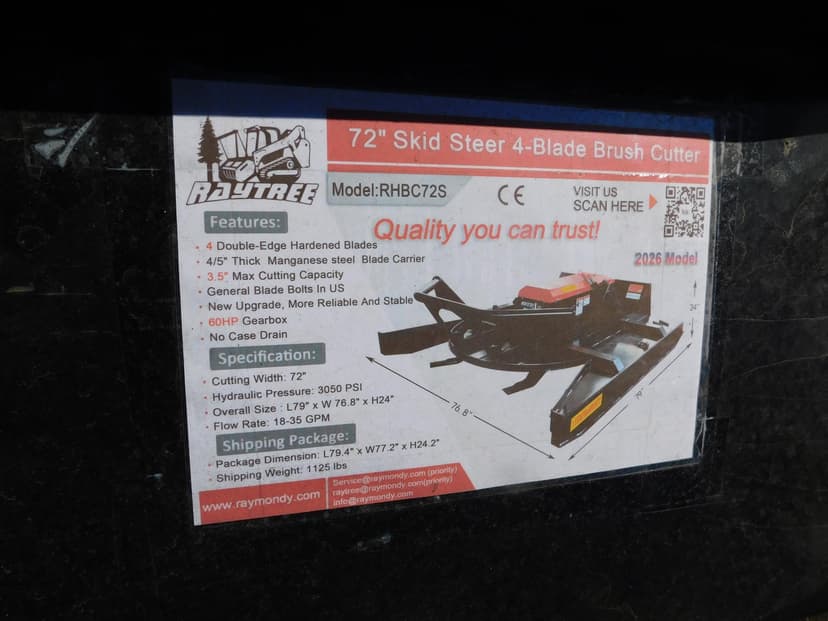 72" Skid Steer 4-Blade Brush Cutter
RAYTREE
Model:RHBC72S
CE
VISIT US
SCAN HERE
Features:
Quality you can trust!
2026 Model
• 4 Double-Edge Hardened Blades
• 4/5" Thick Manganese steel Blade Carrier
• 3.5" Max Cutting Capacity
• General Blade Bolts In US
• New Upgrade, More Reliable And Stable
• 60HP Gearbox
• No Case Drain
24"
76.8"
79"
Specification:
• Cutting Width: 72"
• Hydraulic Pressure: 3050 PSI
• Overall Size : L79" x W 76.8" x H24"
• Flow Rate: 18-35 GPM
Shipping Package:
• Package Dimension: L79.4" x W77.2" x H24.2"
• Shipping Weight: 1125 lbs
www.raymondy.com
Service@raymondy.com (priority)
raytree@raymondy.com(priority)
info@raymondy.com